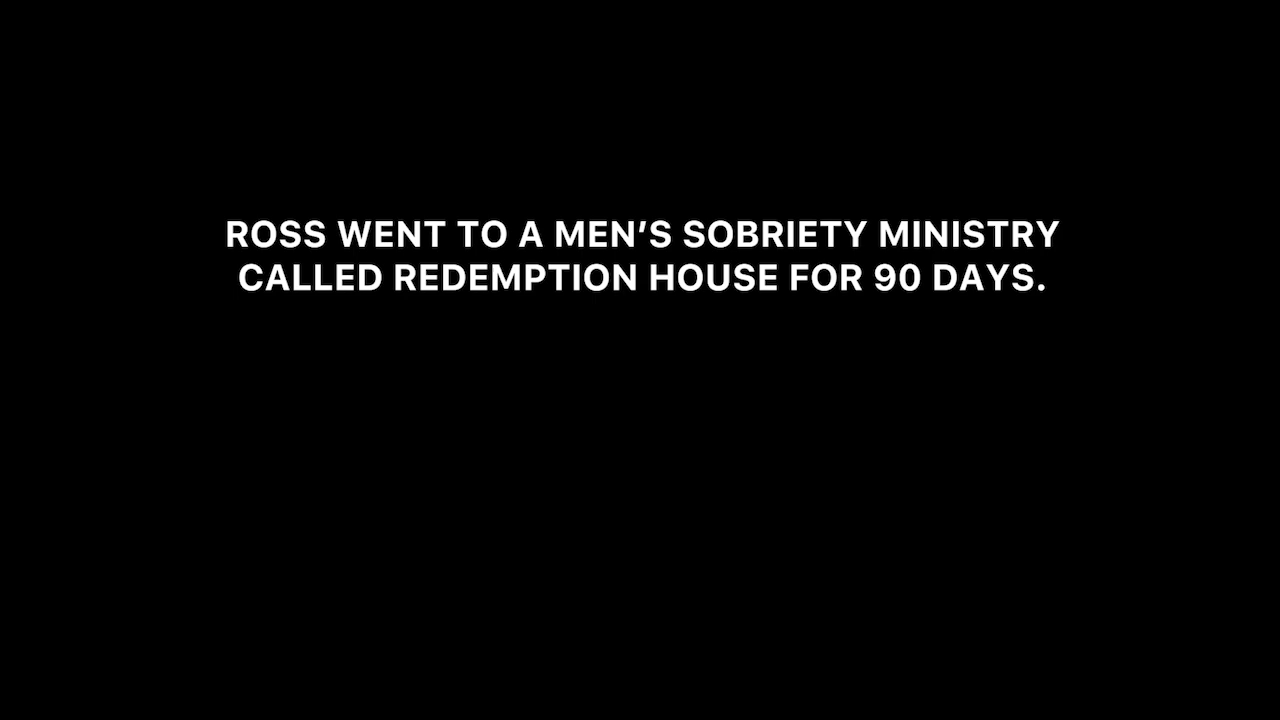 ROSS WENT TO A MEN’S SOBRIETY MINISTRY
CALLED REDEMPTION HOUSE FOR 90 DAYS.